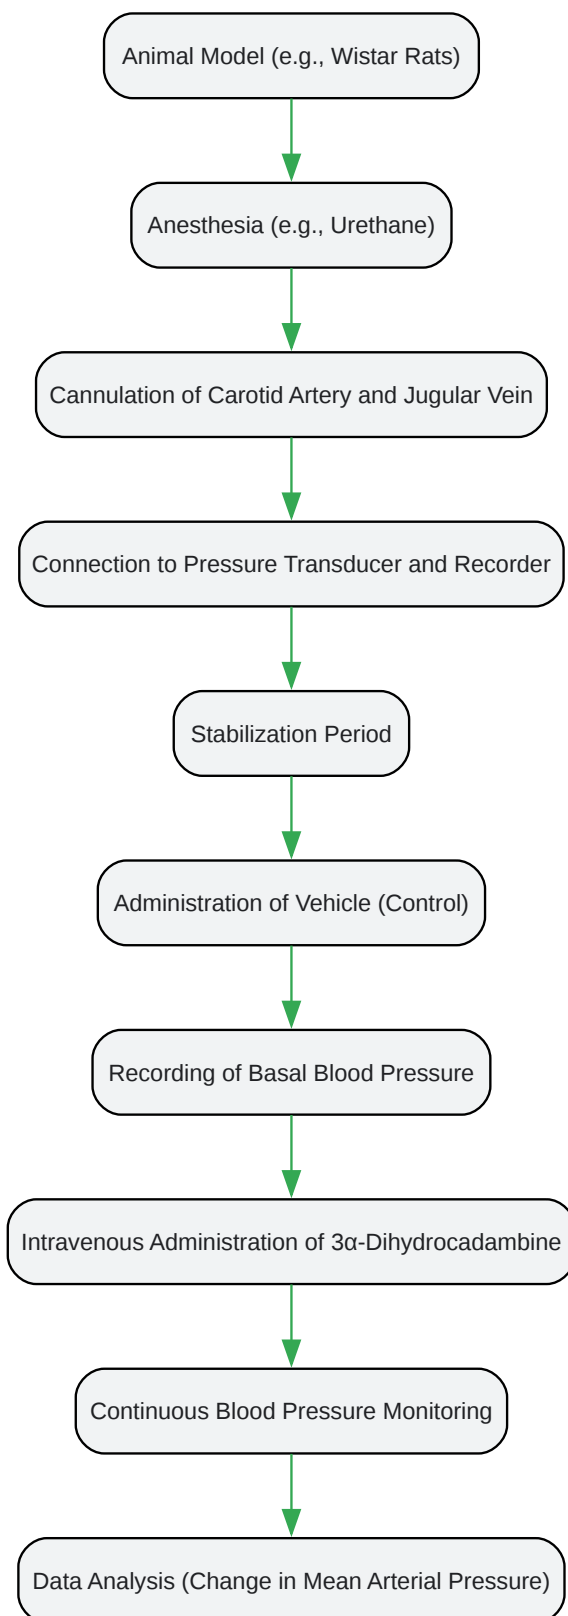 Animal Model (e.g., Wistar Rats)
Anesthesia (e.g., Urethane)
Cannulation of Carotid Artery and Jugular Vein
Connection to Pressure Transducer and Recorder
Stabilization Period
Administration of Vehicle (Control)
Recording of Basal Blood Pressure
Intravenous Administration of 3α-Dihydrocadambine
Continuous Blood Pressure Monitoring
Data Analysis (Change in Mean Arterial Pressure)